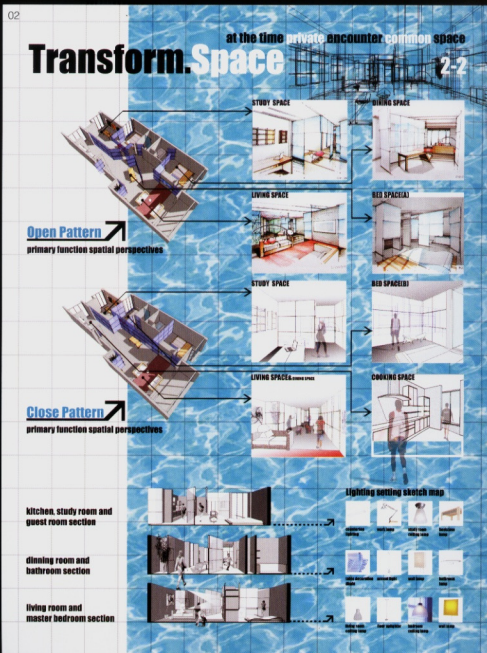 02
at the time private encounter common space
Transform.Space
2-2
STUDY SPACE
DINING SPACE
LIVING SPACE
BED SPACE(A)
Open Pattern
primary function spatial perspectives
STUDY SPACE
BED SPACE(B)
LIVING SPACE&DINING SPACE
COOKING SPACE
Close Pattern
primary function spatial perspectives
Lighting setting sketch map
kitchen, study room and
guest room section
dinning room and
bathroom section
living room and
master bedroom section